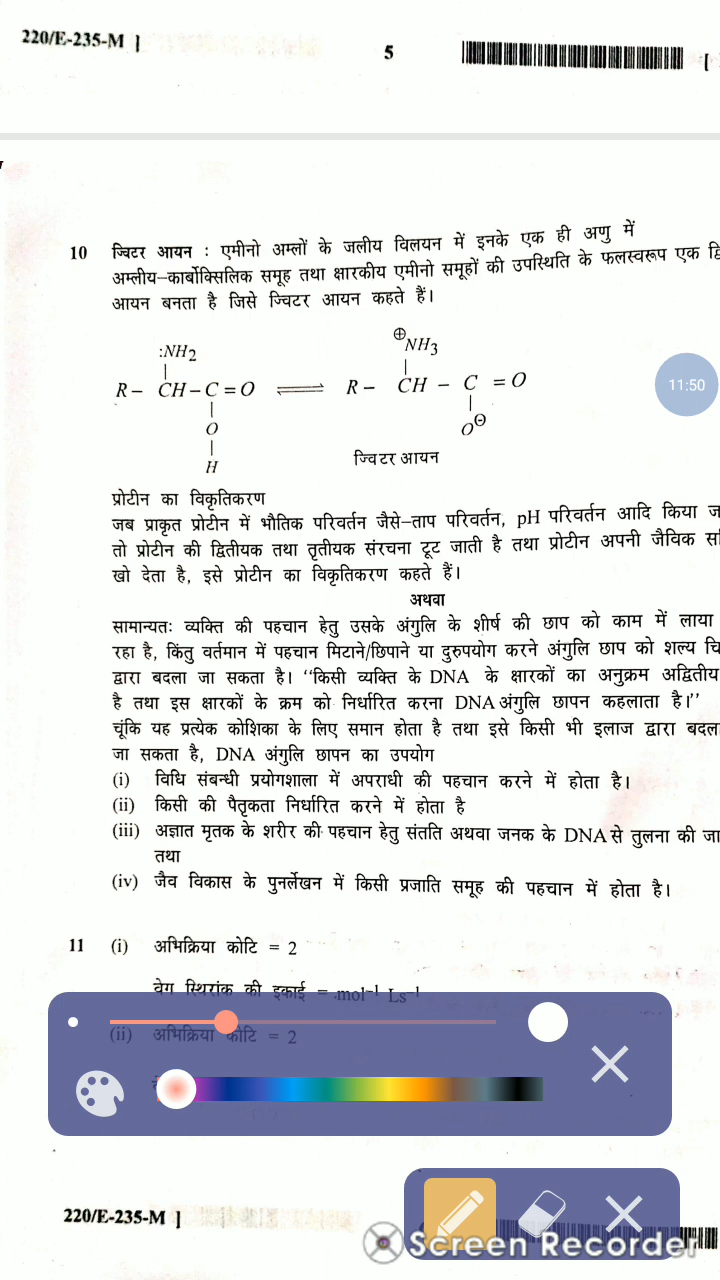 220/E-235-M ]
5
[
10 ज्विटर आयन : एमीनो अम्लों के जलीय विलयन में इनके एक ही अणु में
अम्लीय–कार्बोक्सिलिक समूह तथा क्षारकीय एमीनो समूहों की उपस्थिति के फलस्वरूप एक
आयन बनता है जिसे ज्विटर आयन कहते हैं।
:NH2 ⊕NH3
R – CH – C = O ⇌ R – CH – C = O
O O⊖
H ज्विटर आयन
प्रोटीन का विकृतिकरण
जब प्राकृत प्रोटीन में भौतिक परिवर्तन जैसे–ताप परिवर्तन, pH परिवर्तन आदि किया
तो प्रोटीन की द्वितीयक तथा तृतीयक संरचना टूट जाती है तथा प्रोटीन अपनी जैविक
खो देता है, इसे प्रोटीन का विकृतिकरण कहते हैं।
अथवा
सामान्यतः व्यक्ति की पहचान हेतु उसके अंगुलि के शीर्ष की छाप को काम में लाया
रहा है, किंतु वर्तमान में पहचान मिटाने/छिपाने या दुरुपयोग करने अंगुलि छाप को शल्य
द्वारा बदला जा सकता है। ‘‘किसी व्यक्ति के DNA के क्षारकों का अनुक्रम अद्वितीय
है तथा इस क्षारकों के क्रम को निर्धारित करना DNA अंगुलि छापन कहलाता है।’’
चूंकि यह प्रत्येक कोशिका के लिए समान होता है तथा इसे किसी भी इलाज द्वारा बदल
जा सकता है, DNA अंगुलि छापन का उपयोग
(i) विधि संबन्धी प्रयोगशाला में अपराधी की पहचान करने में होता है।
(ii) किसी की पैतृकता निर्धारित करने में होता है
(iii) अज्ञात मृतक के शरीर की पहचान हेतु संतति अथवा जनक के DNA से तुलना की जा
तथा
(iv) जैव विकास के पुनर्लेखन में किसी प्रजाति समूह की पहचान में होता है।
11:50
11 (i) अभिक्रिया कोटि = 2
वेग स्थिरांक की इकाई = mol⁻¹ Ls⁻¹
(ii) अभिक्रिया कोटि = 2
220/E-235-M ]
Screen Recorder